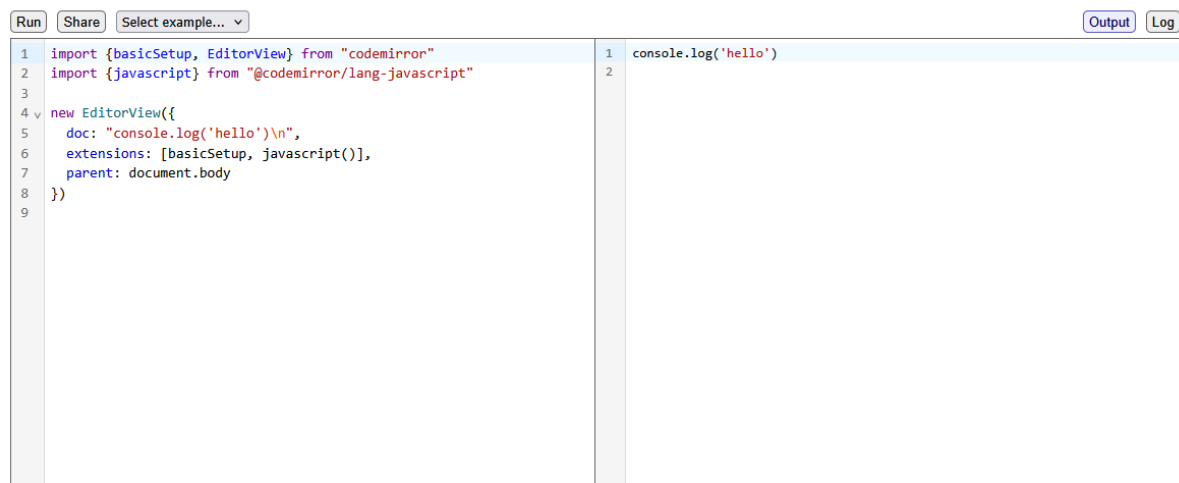 Run Share Select example... Output Log
1 import {basicSetup, EditorView} from "codemirror"
2 import {javascript} from "@codemirror/lang-javascript"
3
4 new EditorView({
5   doc: "console.log('hello')\n",
6   extensions: [basicSetup, javascript()],
7   parent: document.body
8 })
9
1 console.log('hello')
2